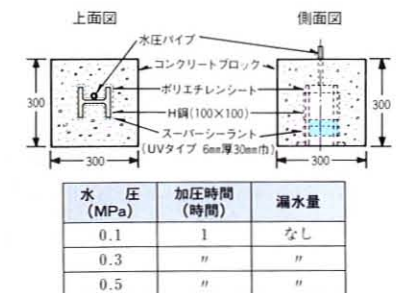 上面図
側面図
水圧パイプ
コンクリートブロック
ポリエチレンシート
H鋼(100×100)
スーパーシーラント
(UVタイプ 6mm厚30mm巾)
300
300
300
300
水 圧
(MPa)
加圧時間
(時間)
漏水量
0.1 1 なし
0.3 〃 〃
0.5 〃 〃